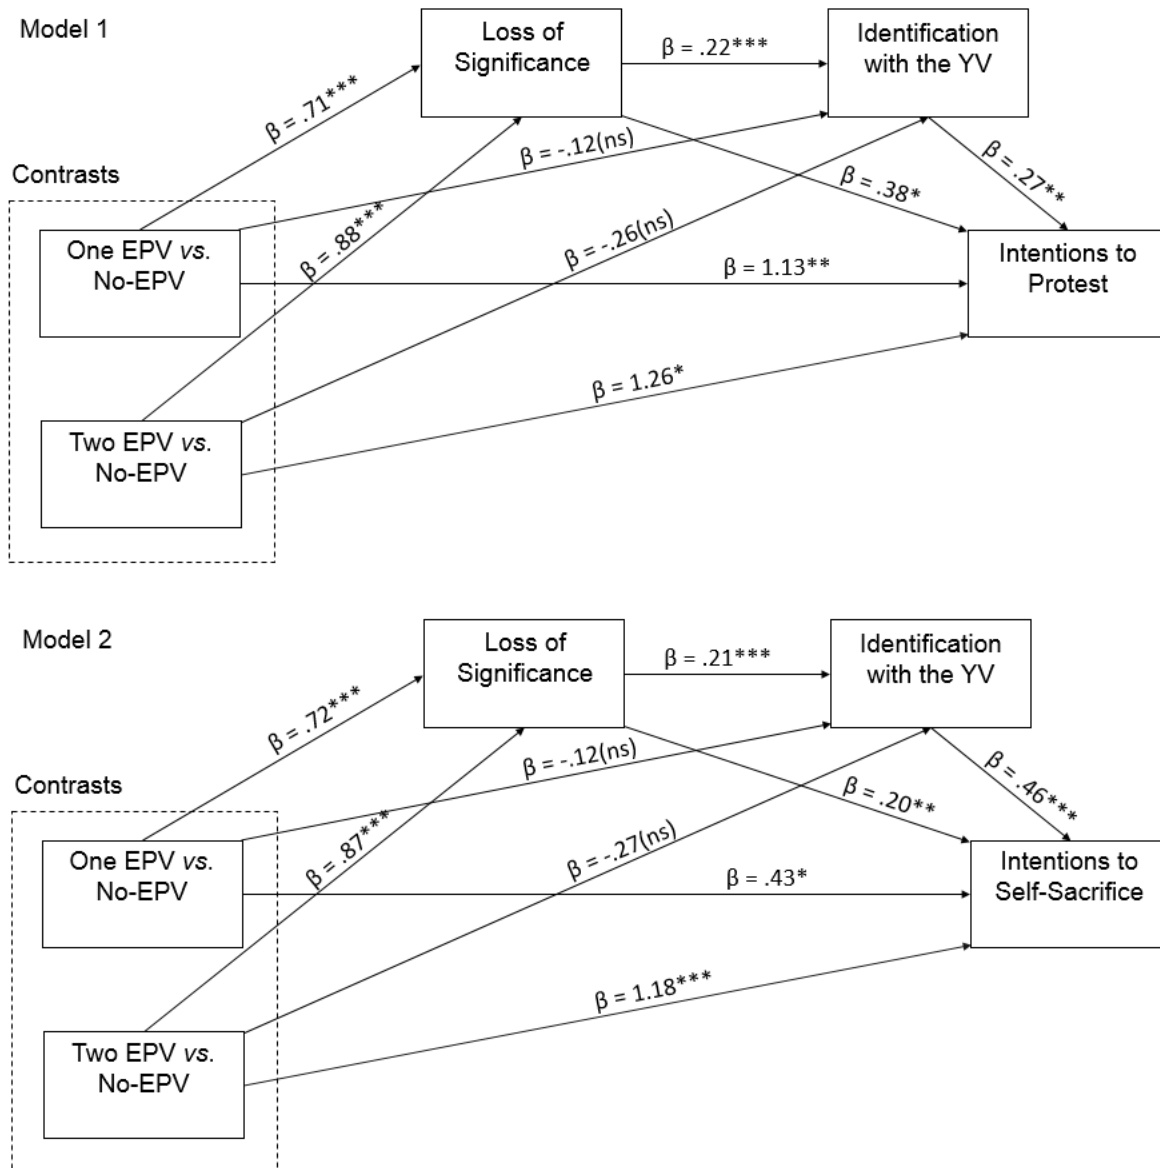 Model 1
Loss of
Significance
β = .22***
Identification
with the YV
β = .71***
β = -.12(ns)
β = .27**
Contrasts
β = .38*
β = .88***
β = -.26(ns)
One EPV vs.
No-EPV
β = 1.13**
Intentions to
Protest
β = 1.26*
Two EPV vs.
No-EPV
Model 2
Loss of
Significance
β = .21***
Identification
with the YV
β = .72***
β = -.12(ns)
β = .46***
Contrasts
β = .20**
β = .87***
β = -.27(ns)
One EPV vs.
No-EPV
β = .43*
Intentions to
Self-Sacrifice
β = 1.18***
Two EPV vs.
No-EPV